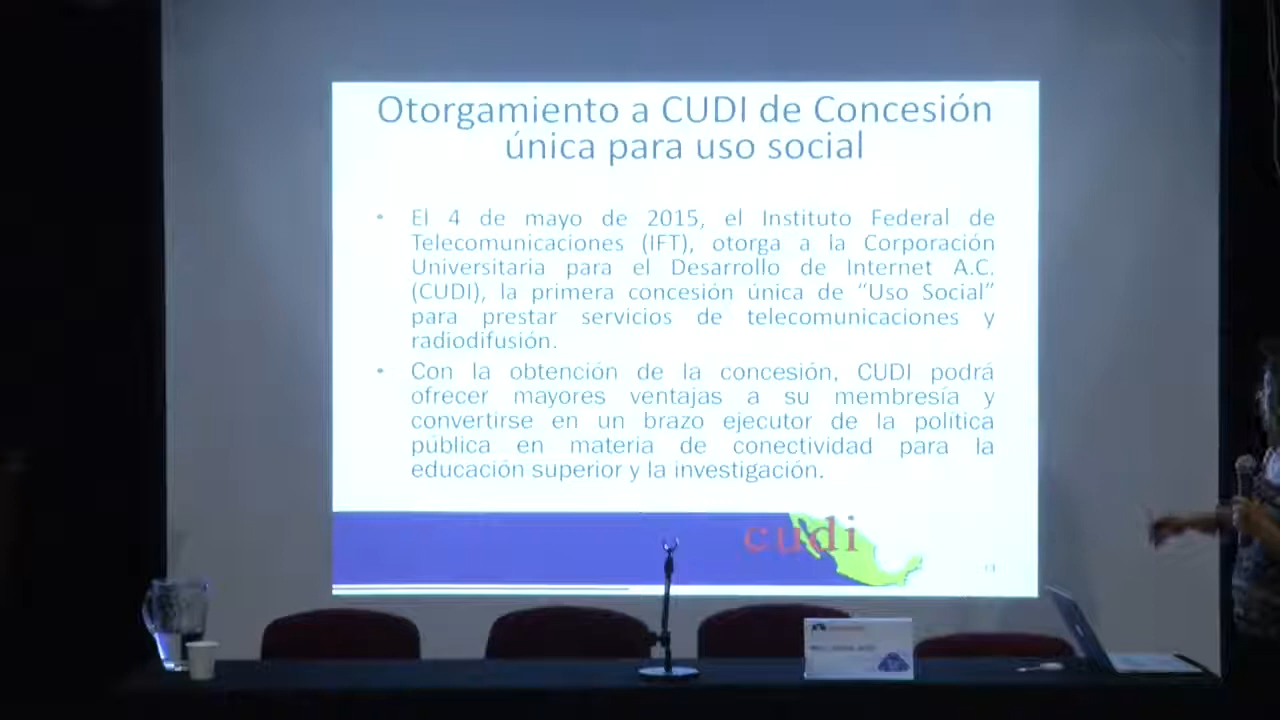 Otorgamiento a CUDI de Concesión
única para uso social
• El 4 de mayo de 2015, el Instituto Federal de
Telecomunicaciones (IFT), otorga a la Corporación
Universitaria para el Desarrollo de Internet A.C.
(CUDI), la primera concesión única de “Uso Social”
para prestar servicios de telecomunicaciones y
radiodifusión.
• Con la obtención de la concesión, CUDI podrá
ofrecer mayores ventajas a su membresía y
convertirse en un brazo ejecutor de la política
pública en materia de conectividad para la
educación superior y la investigación.
cudi